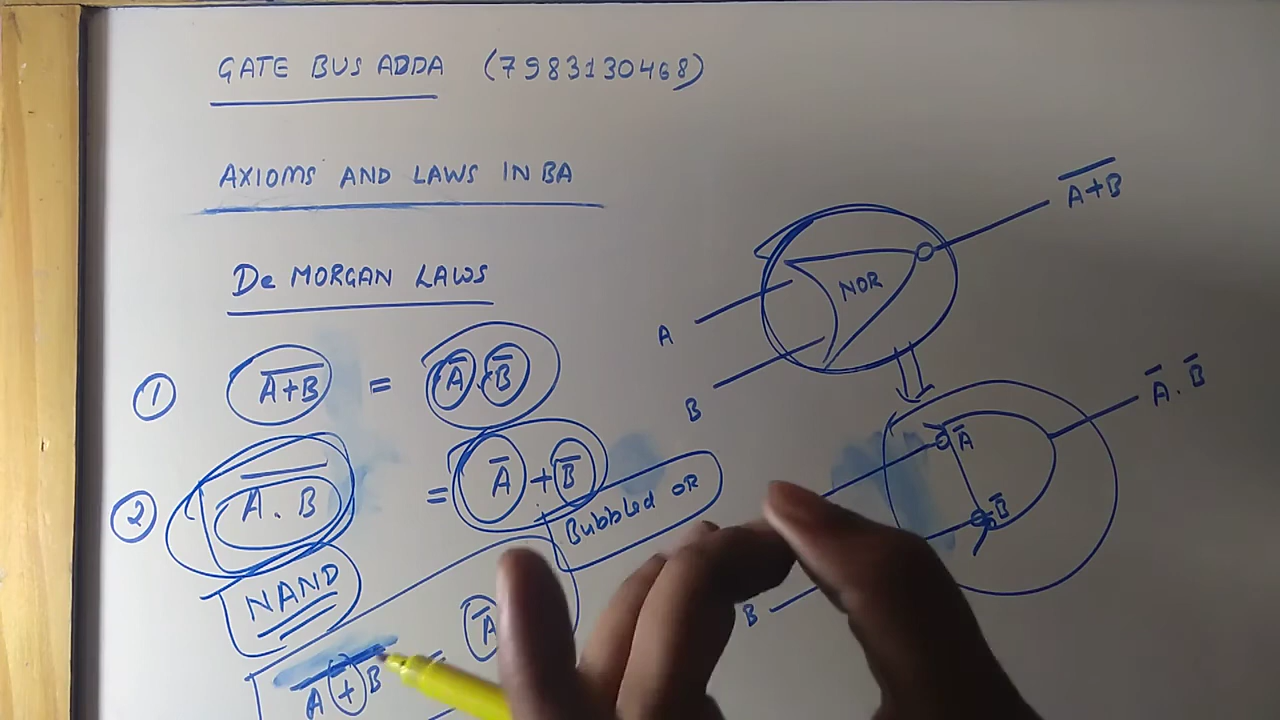 GATE BUS ADDA (7983130468)
AXIOMS AND LAWS IN BA
De MORGAN LAWS
① A̅+̅B̅ = A̅.B̅
② A̅.̅B̅ = A̅ + B̅
NAND
Bubbled OR
A̅+̅B̅ = A̅
A
B
NOR
A̅+̅B̅
A̅
B̅
B
A̅.B̅